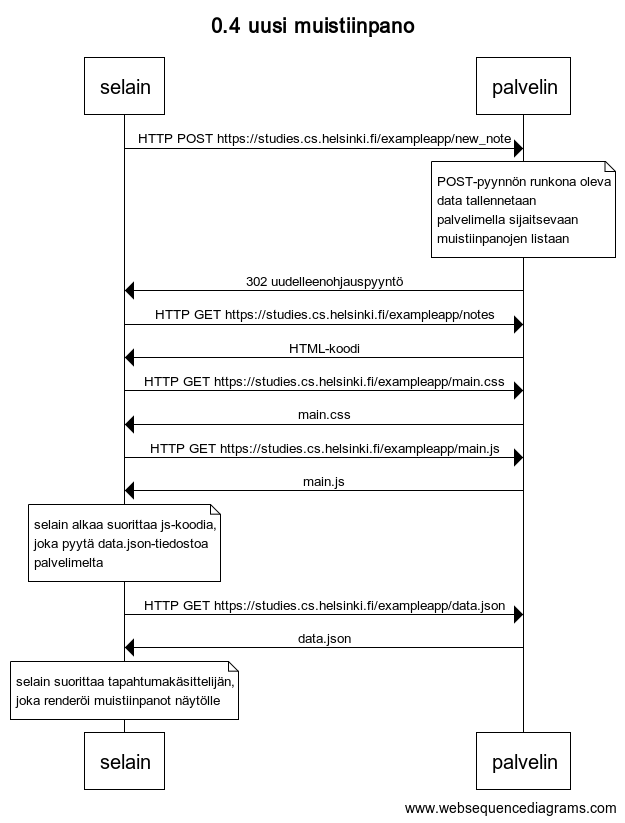 0.4 uusi muistiinpano
selain
palvelin
HTTP POST https://studies.cs.helsinki.fi/exampleapp/new_note
POST-pyynnön runkona oleva
data tallennetaan
palvelimella sijaitsevaan
muistiinpanojen listaan
302 uudelleenohjauspyyntö
HTTP GET https://studies.cs.helsinki.fi/exampleapp/notes
HTML-koodi
HTTP GET https://studies.cs.helsinki.fi/exampleapp/main.css
main.css
HTTP GET https://studies.cs.helsinki.fi/exampleapp/main.js
main.js
selain alkaa suorittaa js-koodia,
joka pyytä data.json-tiedostoa
palvelimelta
HTTP GET https://studies.cs.helsinki.fi/exampleapp/data.json
data.json
selain suorittaa tapahtumakäsittelijän,
joka renderöi muistiinpanot näytölle
selain
palvelin
www.websequencediagrams.com